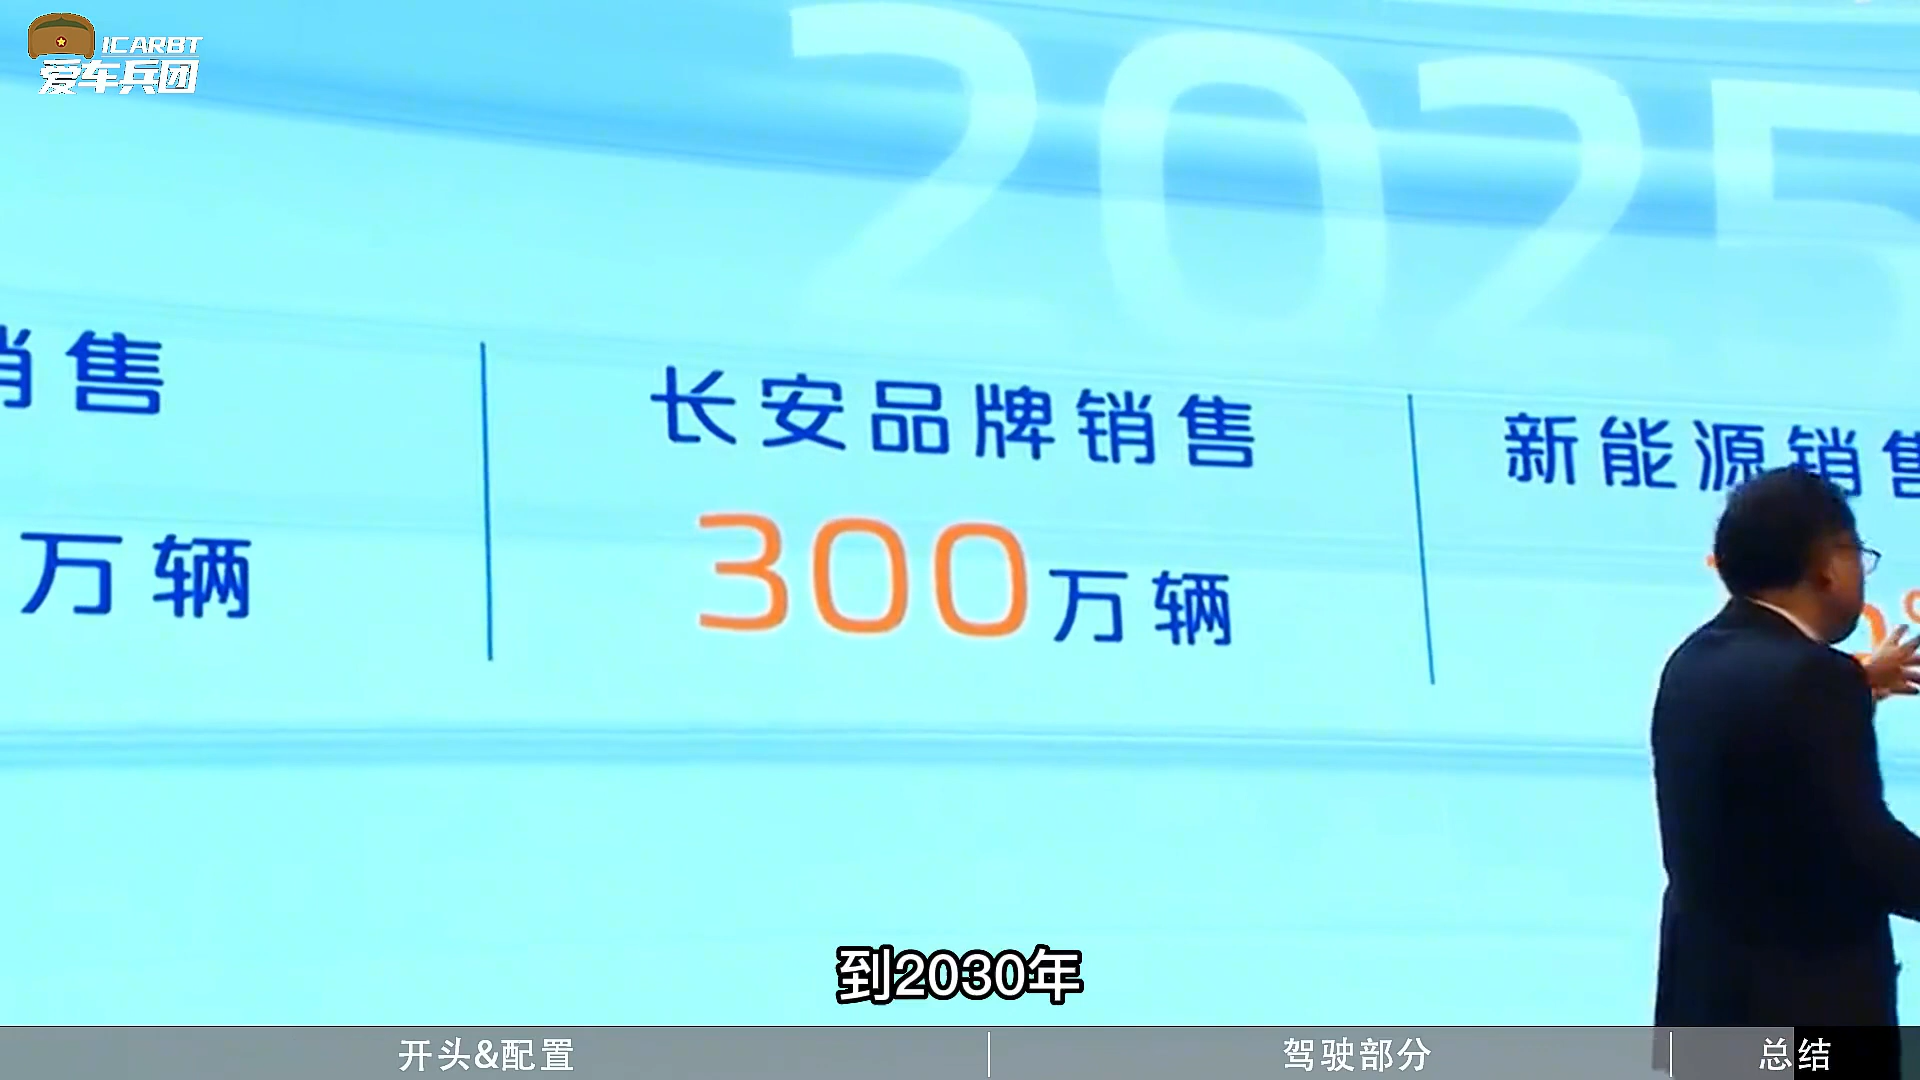 ICARBT
爱车兵团
2025
销售
万辆
长安品牌销售
300万辆
新能源销售
到2030年
开头&配置
驾驶部分
总结